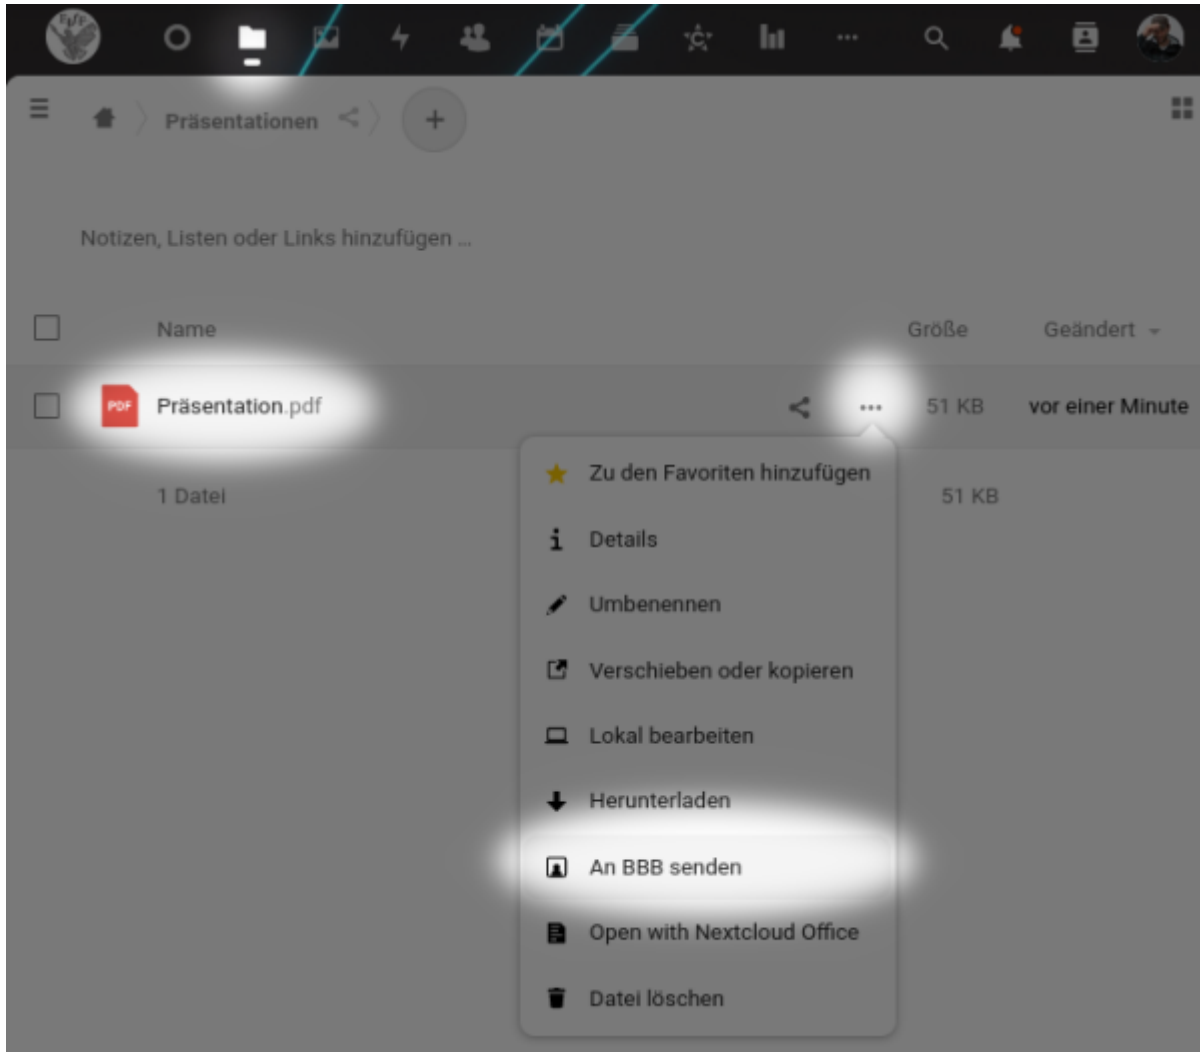 FIfF
Präsentationen
Notizen, Listen oder Links hinzufügen ...
Name Größe Geändert
PDF Präsentation.pdf 51 KB vor einer Minute
1 Datei 51 KB
Zu den Favoriten hinzufügen
Details
Umbenennen
Verschieben oder kopieren
Lokal bearbeiten
Herunterladen
An BBB senden
Open with Nextcloud Office
Datei löschen